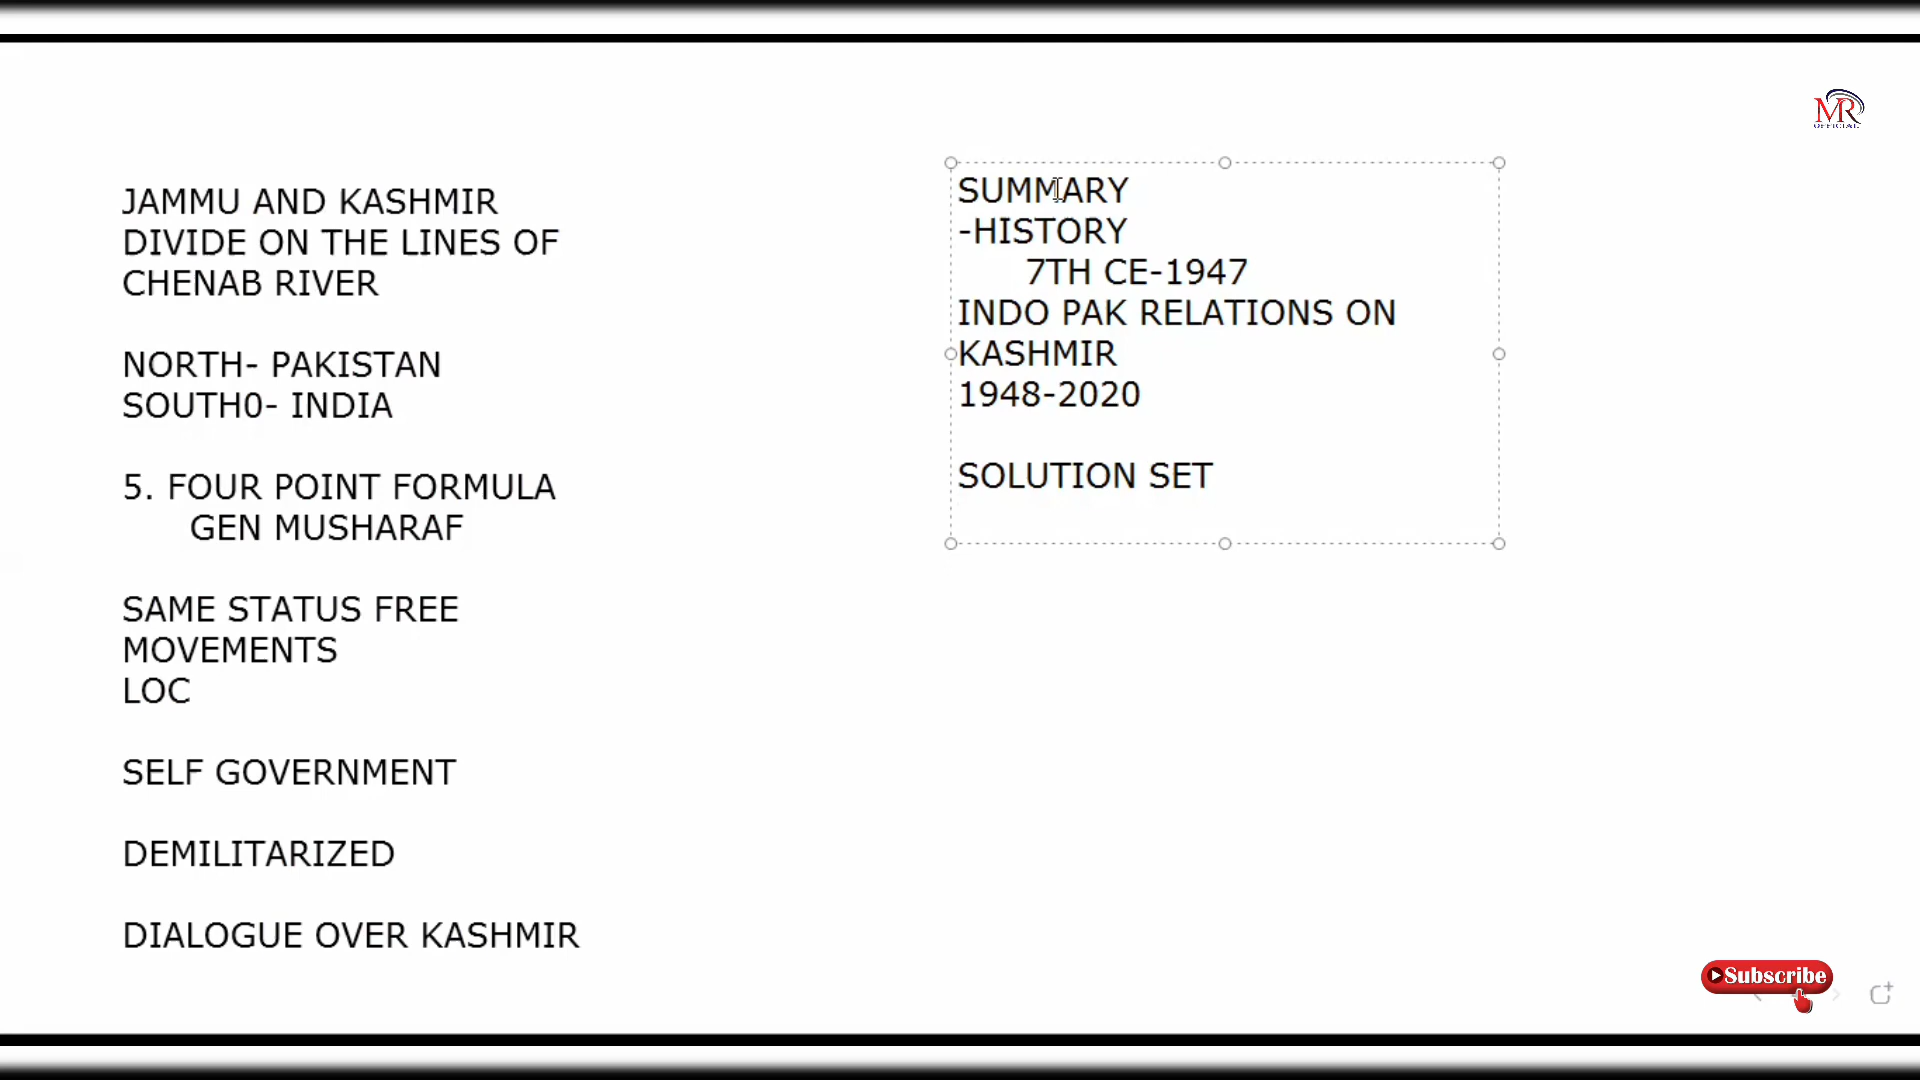 JAMMU AND KASHMIR
DIVIDE ON THE LINES OF
CHENAB RIVER
NORTH- PAKISTAN
SOUTH0- INDIA
5. FOUR POINT FORMULA
GEN MUSHARAF
SAME STATUS FREE
MOVEMENTS
LOC
SELF GOVERNMENT
DEMILITARIZED
DIALOGUE OVER KASHMIR
SUMMARY
-HISTORY
7TH CE-1947
INDO PAK RELATIONS ON
KASHMIR
1948-2020
SOLUTION SET
MR
OFFICIAL
Subscribe